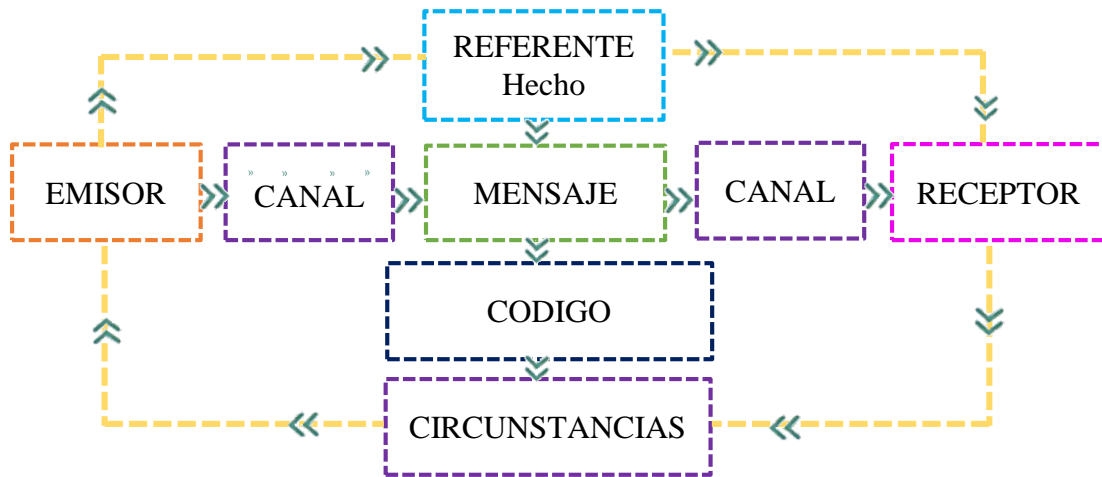 REFERENTE
Hecho
EMISOR
CANAL
MENSAJE
CANAL
RECEPTOR
CODIGO
CIRCUNSTANCIAS